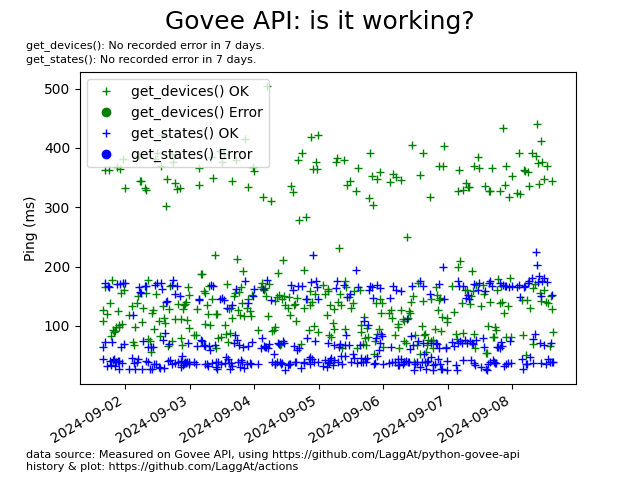 Govee API: is it working?
get_devices(): No recorded error in 7 days.
get_states(): No recorded error in 7 days.
get_devices() OK
get_devices() Error
get_states() OK
get_states() Error
Ping (ms)
500
400
300
200
100
2024-09-02
2024-09-03
2024-09-04
2024-09-05
2024-09-06
2024-09-07
2024-09-08
data source: Measured on Govee API, using https://github.com/LaggAt/python-govee-api
history & plot: https://github.com/LaggAt/actions